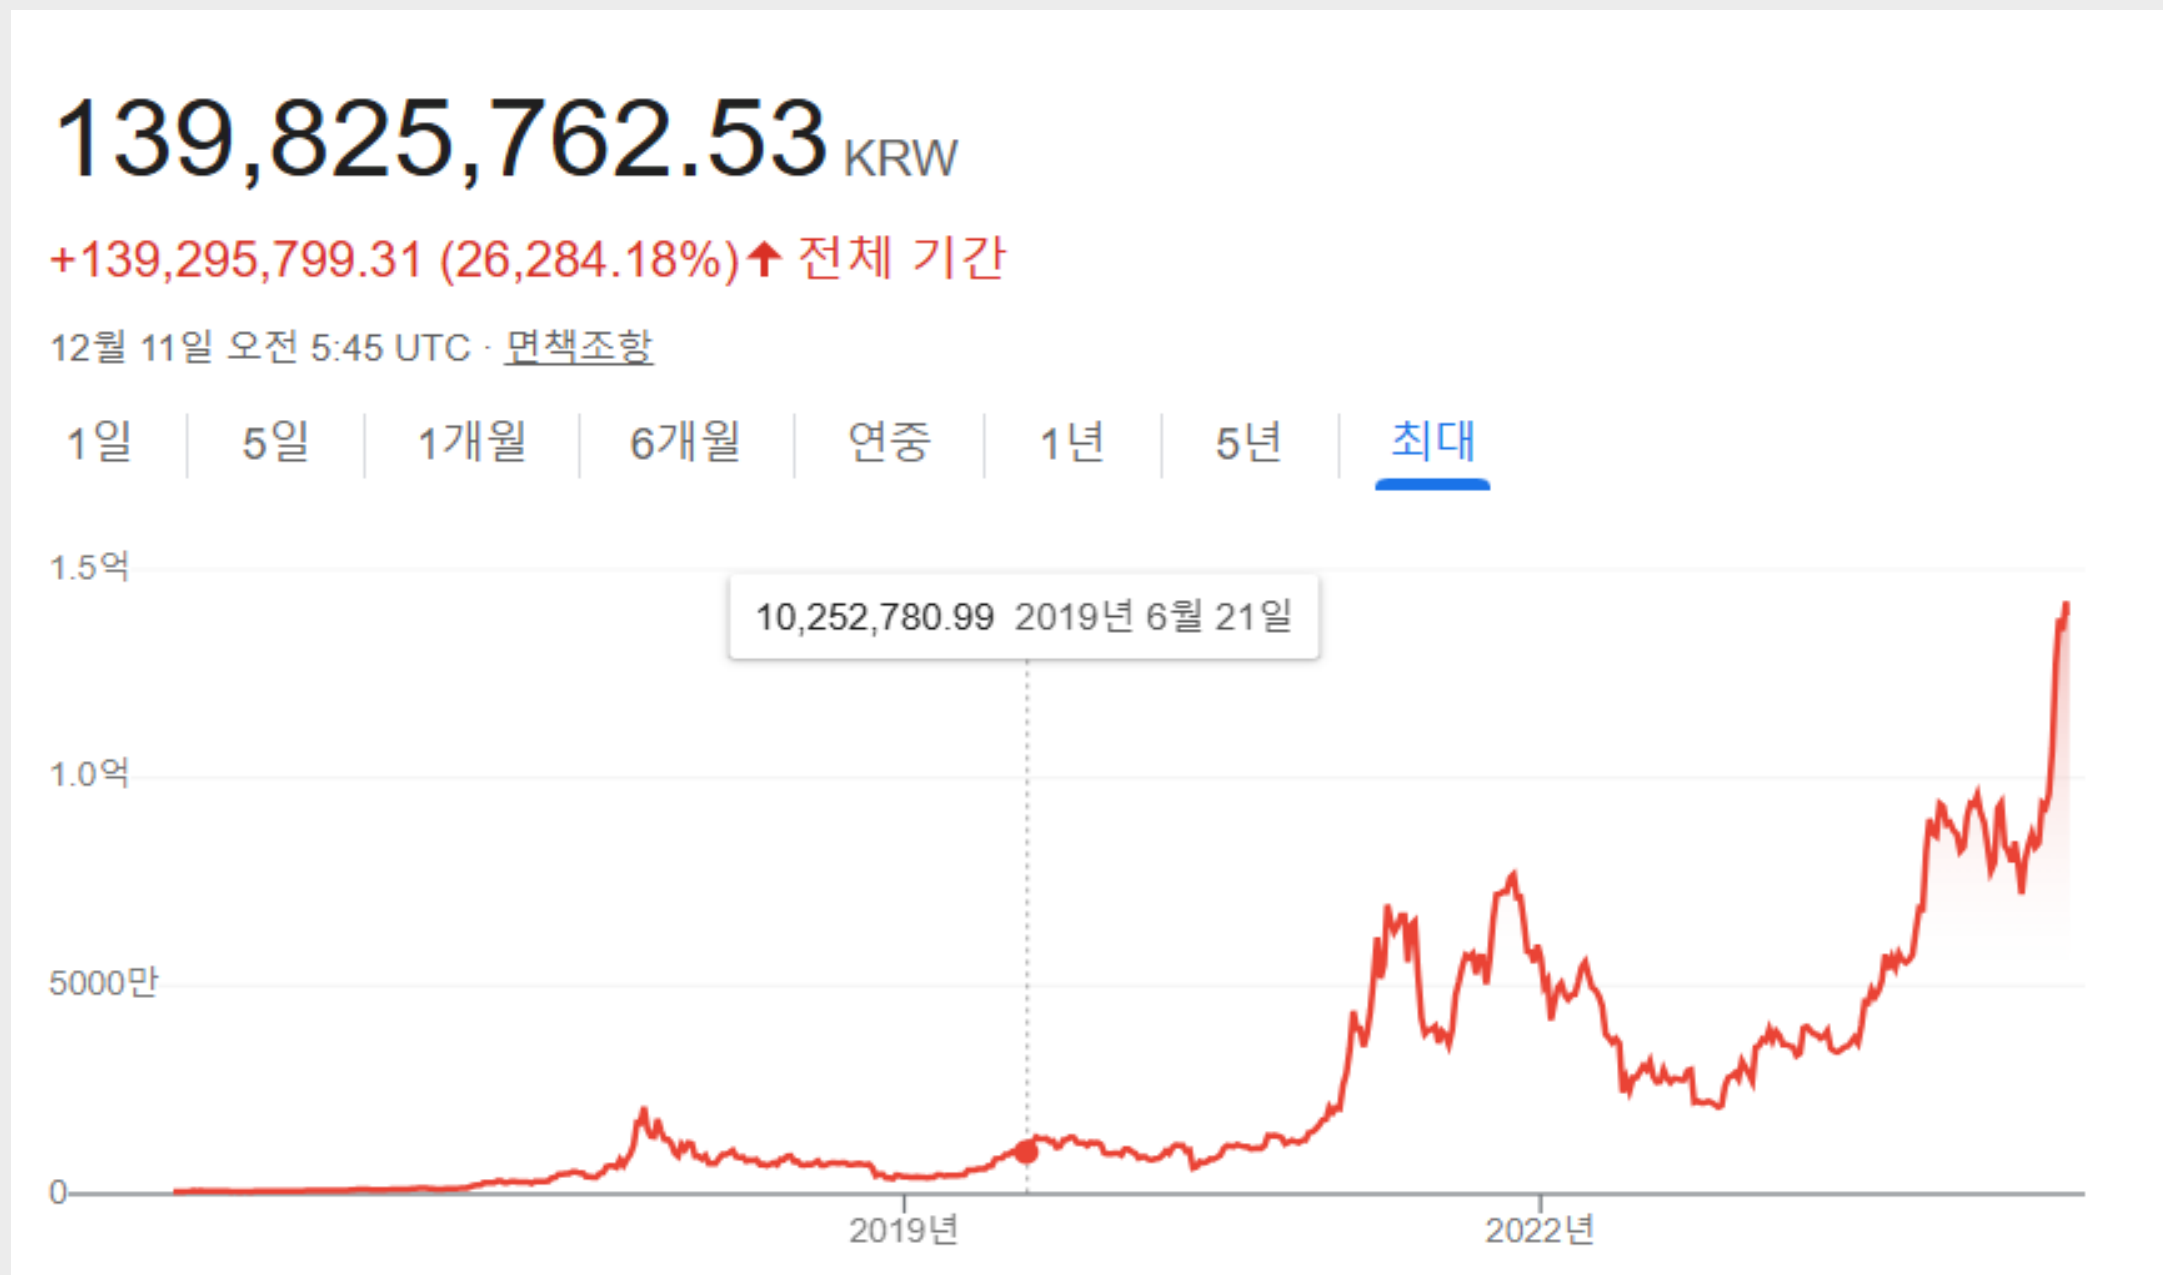 139,825,762.53 KRW
+139,295,799.31 (26,284.18%) 전체 기간
12월 11일 오전 5:45 UTC · 면책조항
1일 5일 1개월 6개월 연중 1년 5년 최대
1.5억
10,252,780.99 2019년 6월 21일
1.0억
5000만
0
2019년 2022년